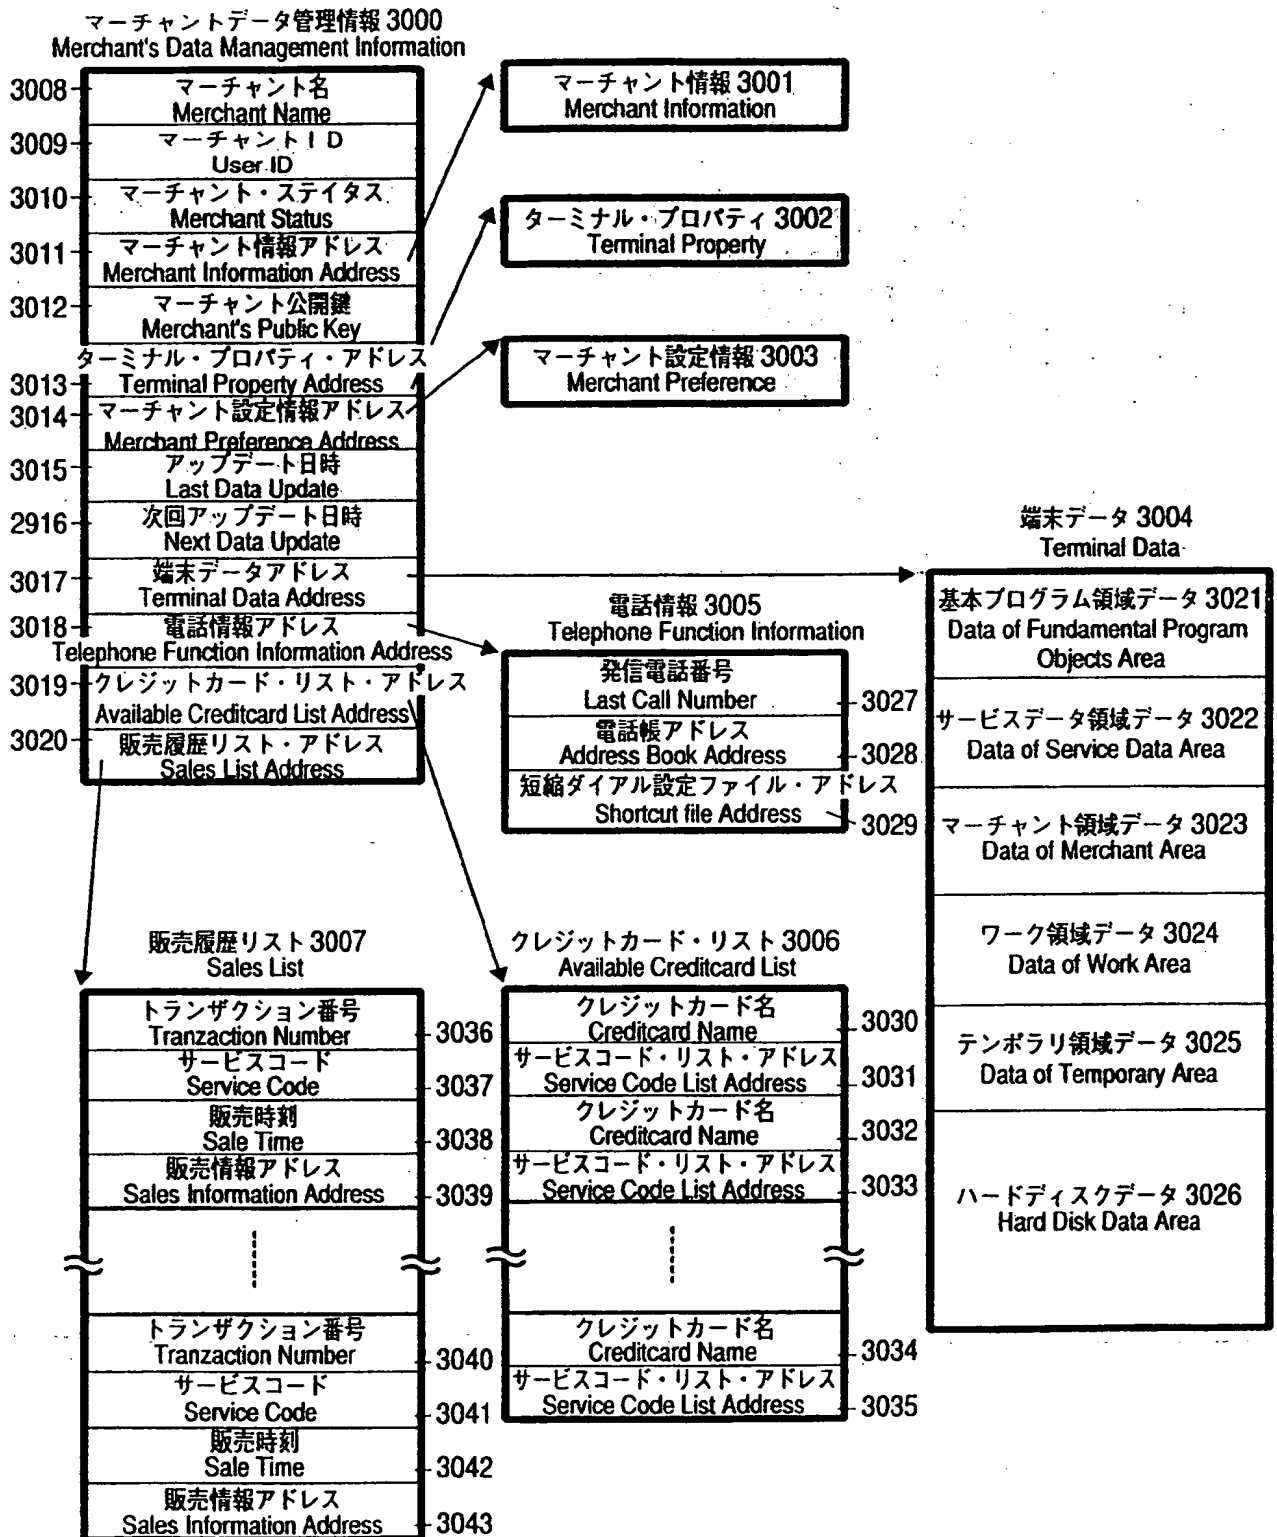 マーチャントデータ管理情報 3000
Merchant's Data Management Information
3008
マーチャント名
Merchant Name
3009
マーチャントID
User ID
3010
マーチャント・ステイタス
Merchant Status
3011
マーチャント情報アドレス
Merchant Information Address
3012
マーチャント公開鍵
Merchant's Public Key
ターミナル・プロパティ・アドレス
3013
Terminal Property Address
3014
マーチャント設定情報アドレス
Merchant Preference Address
3015
アップデート日時
Last Data Update
2916
次回アップデート日時
Next Data Update
3017
端末データアドレス
Terminal Data Address
3018
電話情報アドレス
Telephone Function Information Address
3019
クレジットカード・リスト・アドレス
Available Creditcard List Address
3020
販売履歴リスト・アドレス
Sales List Address
マーチャント情報 3001
Merchant Information
ターミナル・プロパティ 3002
Terminal Property
マーチャント設定情報 3003
Merchant Preference
端末データ 3004
Terminal Data
基本プログラム領域データ 3021
Data of Fundamental Program
Objects Area
サービスデータ領域データ 3022
Data of Service Data Area
マーチャント領域データ 3023
Data of Merchant Area
ワーク領域データ 3024
Data of Work Area
テンポラリ領域データ 3025
Data of Temporary Area
ハードディスクデータ 3026
Hard Disk Data Area
電話情報 3005
Telephone Function Information
発信電話番号
Last Call Number
3027
電話帳アドレス
Address Book Address
3028
短縮ダイアル設定ファイル・アドレス
Shortcut file Address
3029
販売履歴リスト 3007
Sales List
トランザクション番号
Tranzaction Number
3036
サービスコード
Service Code
3037
販売時刻
Sale Time
3038
販売情報アドレス
Sales Information Address
3039
トランザクション番号
Tranzaction Number
3040
サービスコード
Service Code
3041
販売時刻
Sale Time
3042
販売情報アドレス
Sales Information Address
3043
クレジットカード・リスト 3006
Available Creditcard List
クレジットカード名
Creditcard Name
3030
サービスコード・リスト・アドレス
Service Code List Address
3031
クレジットカード名
Creditcard Name
3032
サービスコード・リスト・アドレス
Service Code List Address
3033
クレジットカード名
Creditcard Name
3034
サービスコード・リスト・アドレス
Service Code List Address
3035